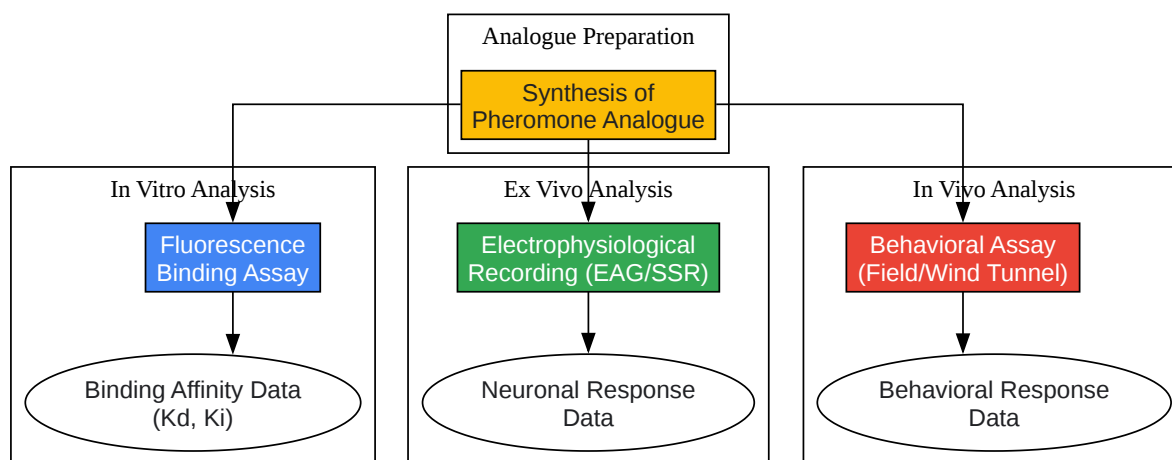 Analogue Preparation
Synthesis of
Pheromone Analogue
In Vitro Analysis
Fluorescence
Binding Assay
Binding Affinity Data
(Kd, Ki)
Ex Vivo Analysis
Electrophysiological
Recording (EAG/SSR)
Neuronal Response
Data
In Vivo Analysis
Behavioral Assay
(Field/Wind Tunnel)
Behavioral Response
Data